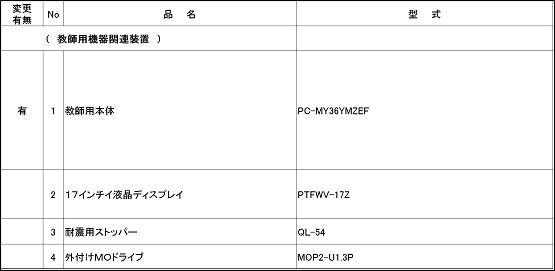 変更有無 No 品 名 型 式
( 教師用機器関連装置 )
有 1 教師用本体 PC-MY36YMZEF
2 17インチイ液晶ディスプレイ PTFWV-17Z
3 耐震用ストッパー QL-54
4 外付けMOドライブ MOP2-U1.3P